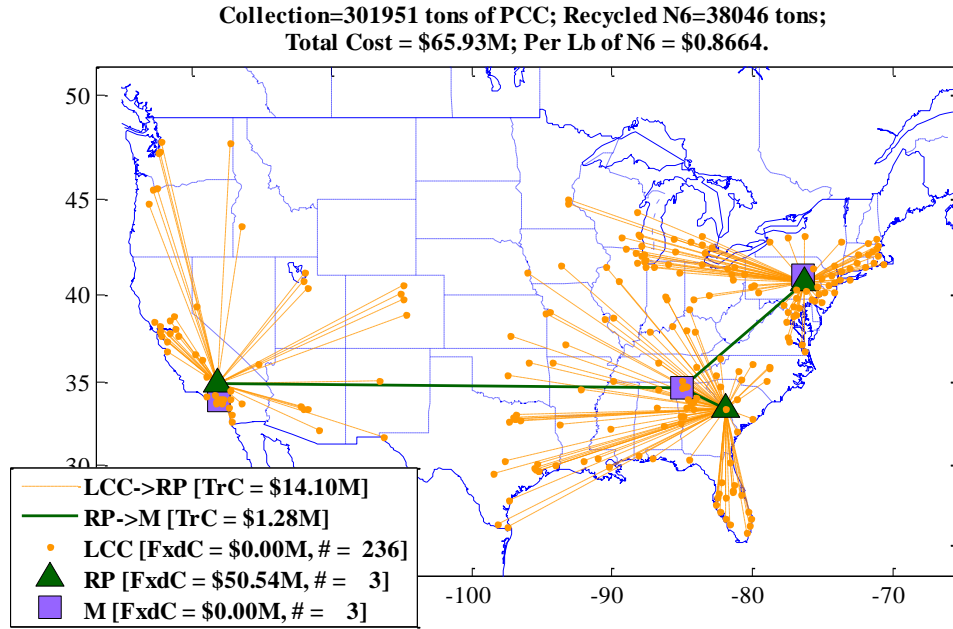 Collection=301951 tons of PCC; Recycled N6=38046 tons;
Total Cost = $65.93M; Per Lb of N6 = $0.8664.
50
45
40
35
30
LCC->RP [TrC = $14.10M]
RP->M [TrC = $1.28M]
LCC [FxdC = $0.00M, # = 236]
RP [FxdC = $50.54M, # = 3]
M [FxdC = $0.00M, # = 3]
-100 -90 -80 -70